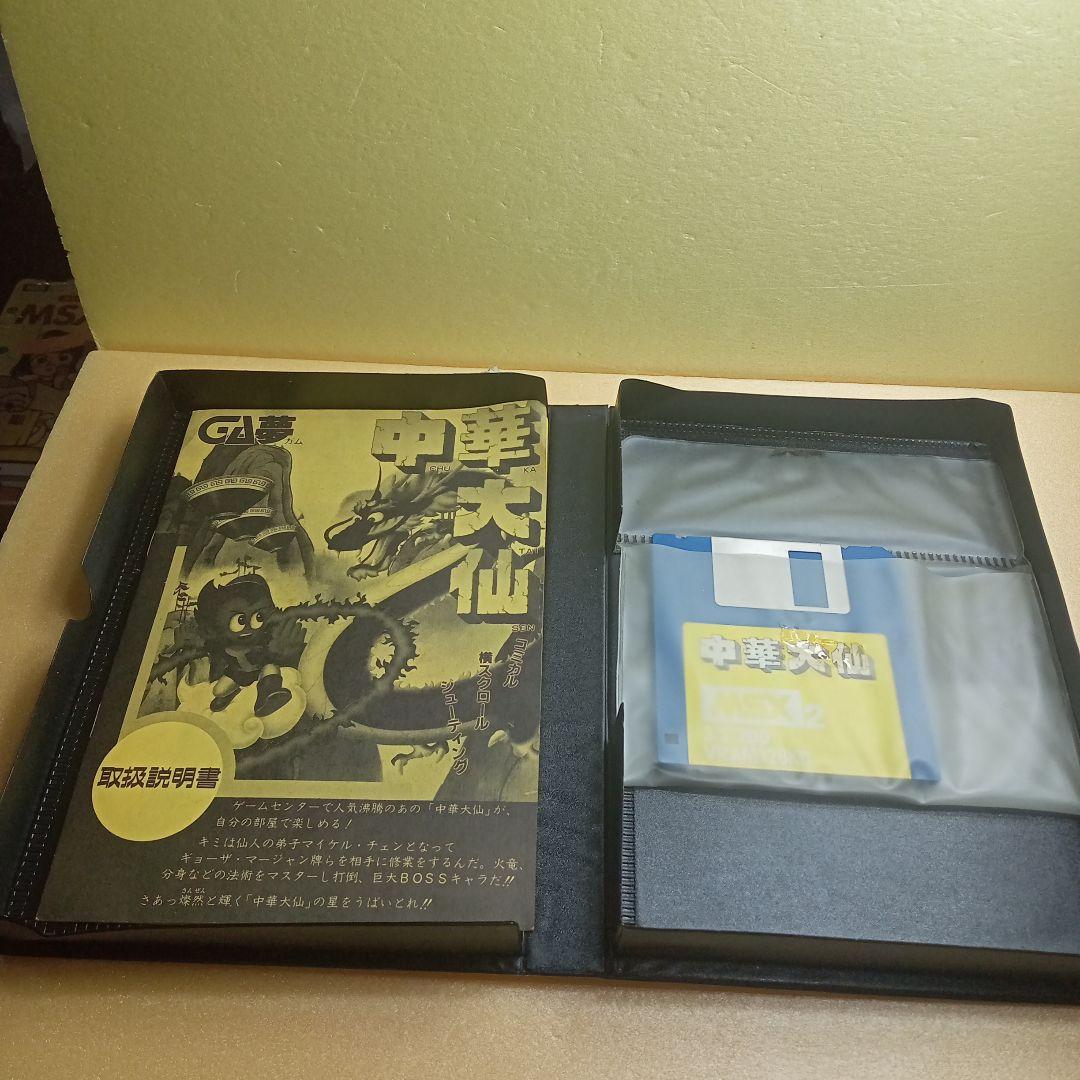 MSX
GA夢
ガム
中華
CHU
KA
大
TAI
仙
SEN
コミカル
横スクロール
シューティング
取扱説明書
ゲームセンターで人気沸騰のあの「中華大仙」が、
自分の部屋で楽しめる!
キミは仙人の弟子マイケル・チェンとなって
ギョーザ・マージャン牌らを相手に修業をするんだ。火竜、
分身などの法術をマスターし打倒、巨大BOSSキャラだ!!
さんぜん
さあっ燦然と輝く「中華大仙」の星をうばいとれ!!
中華大仙
MSX2